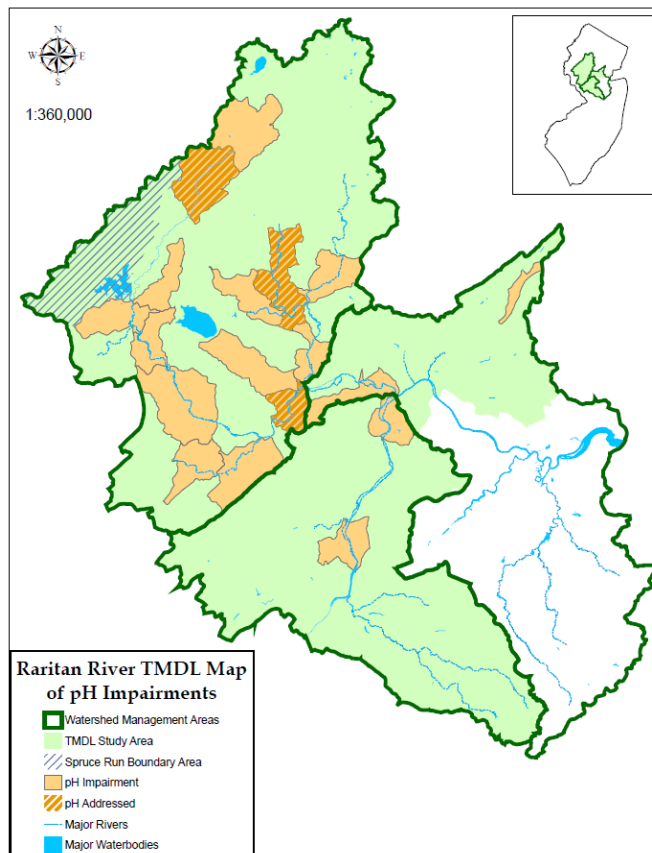 N
W E
S
1:360,000
Raritan River TMDL Map
of pH Impairments
Watershed Management Areas
TMDL Study Area
Spruce Run Boundary Area
pH Impairment
pH Addressed
Major Rivers
Major Waterbodies